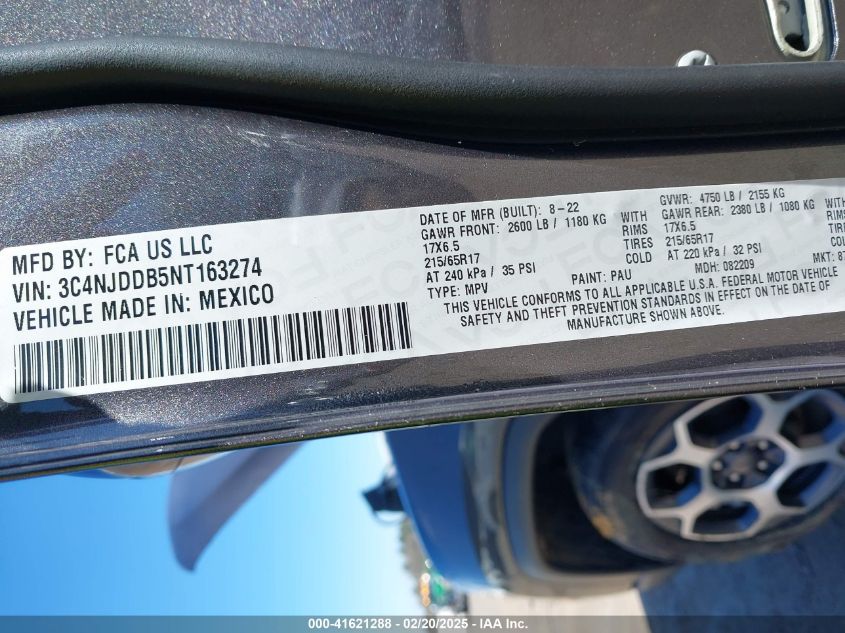 MFD BY: FCA US LLC
VIN: 3C4NJDDB5NT163274
VEHICLE MADE IN: MEXICO
DATE OF MFR (BUILT): 8-22 GVWR: 4750 LB / 2155 KG
GAWR FRONT: 2600 LB / 1180 KG WITH GAWR REAR: 2380 LB / 1080 KG
17X6.5 RIMS 17X6.5
215/65R17 TIRES 215/65R17
AT 240 kPa / 35 PSI COLD AT 220 kPa / 32 PSI
TYPE: MPV PAINT: PAU MDH: 082209 MKT:
THIS VEHICLE CONFORMS TO ALL APPLICABLE U.S.A. FEDERAL MOTOR VEHICLE
SAFETY AND THEFT PREVENTION STANDARDS IN EFFECT ON THE DATE OF
MANUFACTURE SHOWN ABOVE.
000-41621288 - 02/20/2025 - IAA Inc.